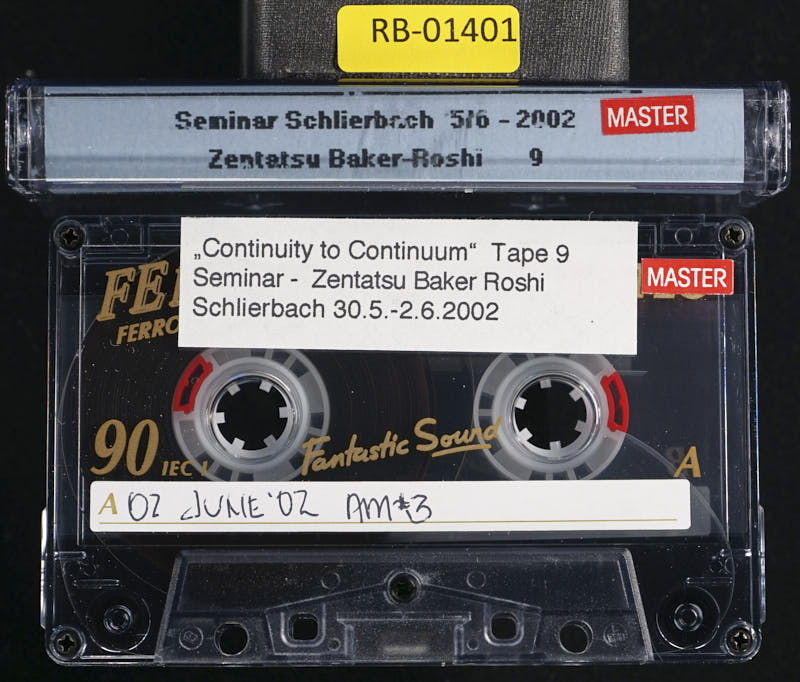 RB-01401
Seminar Schlierbach 5/6 - 2002
MASTER
Zentatsu Baker-Roshi 9
„Continuity to Continuum“ Tape 9
Seminar - Zentatsu Baker Roshi
Schlierbach 30.5.-2.6.2002
MASTER
90 IEC I
Fantastic Sound
A
A 02 JUNE '02 AM#3